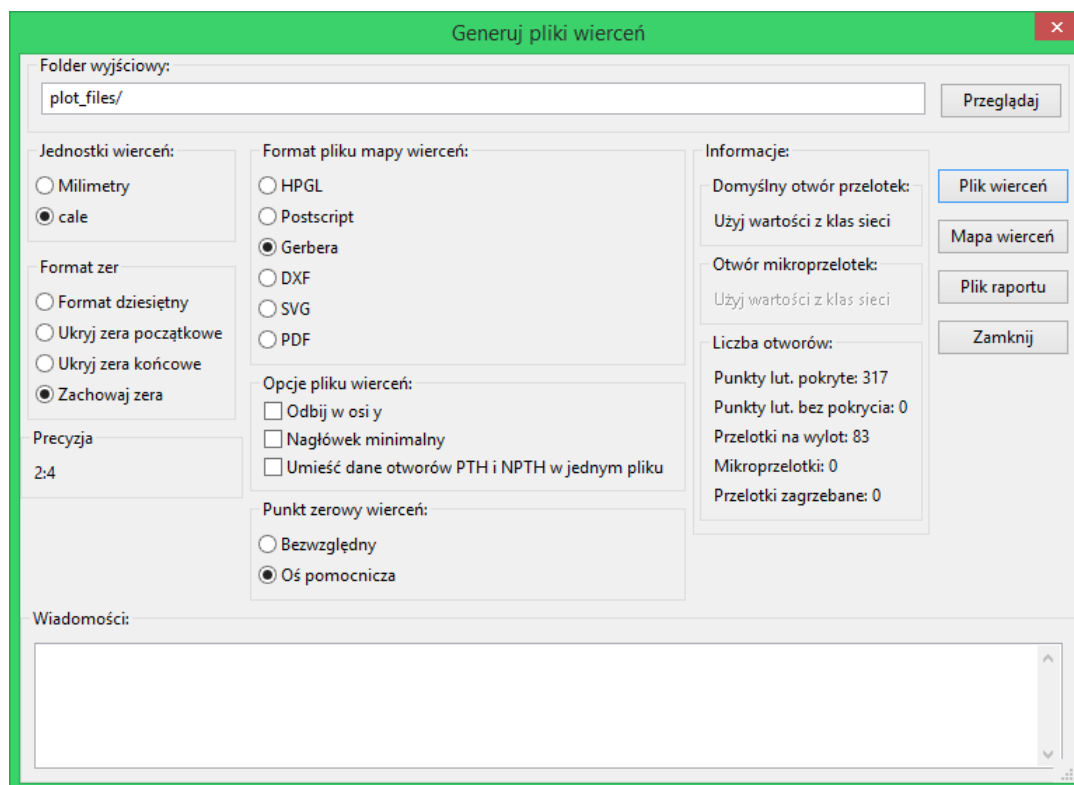 Generuj pliki wierceń
Folder wyjściowy:
plot_files/
Przeglądaj
Jednostki wierceń:
Milimetry
cale
Format zer
Format dziesiętny
Ukryj zera początkowe
Ukryj zera końcowe
Zachowaj zera
Precyzja
2:4
Format pliku mapy wierceń:
HPGL
Postscript
Gerbera
DXF
SVG
PDF
Opcje pliku wierceń:
Odbij w osi y
Nagłówek minimalny
Umieść dane otworów PTH i NPTH w jednym pliku
Punkt zerowy wierceń:
Bezwzględny
Oś pomocnicza
Informacje:
Domyślny otwór przelotek:
Użyj wartości z klas sieci
Otwór mikroprzelotek:
Użyj wartości z klas sieci
Liczba otworów:
Punkty lut. pokryte: 317
Punkty lut. bez pokrycia: 0
Przelotki na wylot: 83
Mikroprzelotki: 0
Przelotki zagrzebane: 0
Plik wierceń
Mapa wierceń
Plik raportu
Zamknij
Wiadomości: